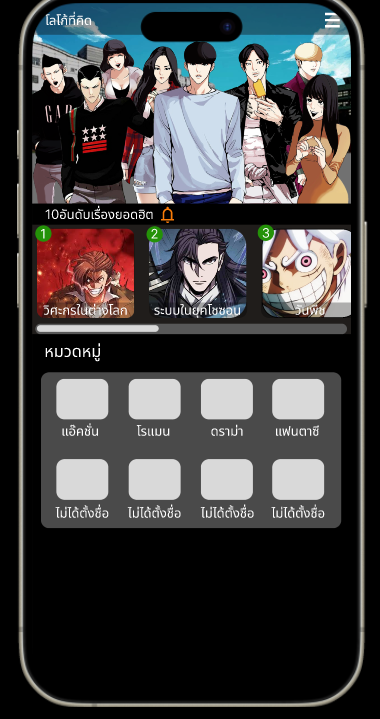 โลโก้ที่คิด
10อันดับเรื่องยอดฮิต
1
2
3
วิศะกรในต่างโลก
ระบบในยุคโชซอน
วันพีช
หมวดหมู่
แอ๊คชั่น
โรแมน
ดราม่า
แฟนตาซี
ไม่ได้ตั้งชื่อ
ไม่ได้ตั้งชื่อ
ไม่ได้ตั้งชื่อ
ไม่ได้ตั้งชื่อ